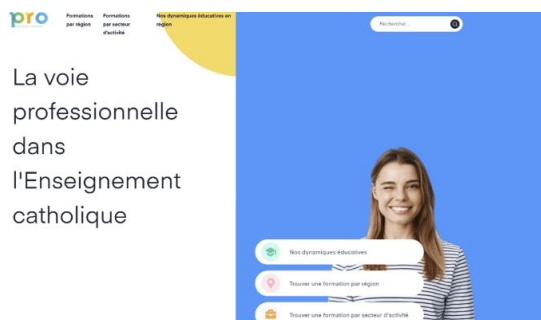 pro
Formations
par région
Formations
par secteur
d'activité
Nos dynamiques éducatives en
région
Rechercher...
La voie
professionnelle
dans
l'Enseignement
catholique
Nos dynamiques éducatives
Trouver une formation par région
Trouver une formation par secteur d'activité